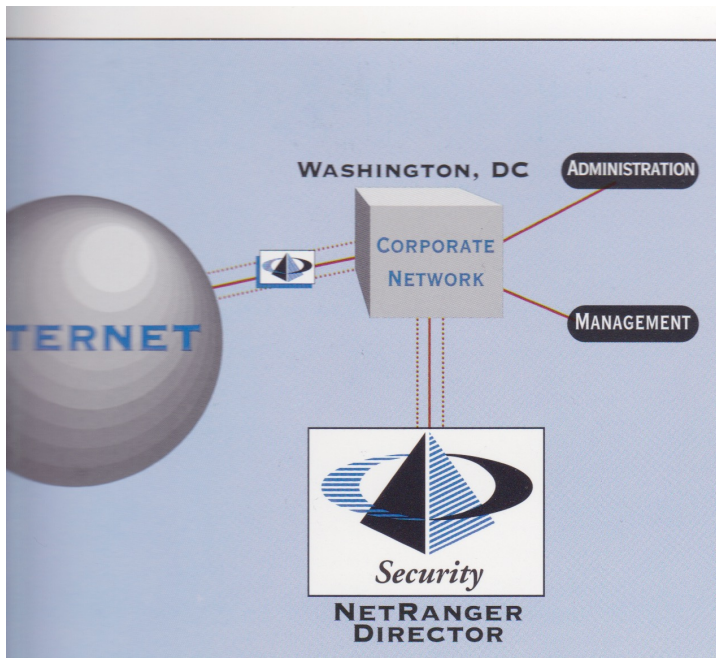 WASHINGTON, DC
ADMINISTRATION
CORPORATE
NETWORK
TERNET
MANAGEMENT
Security
NETRANGER
DIRECTOR